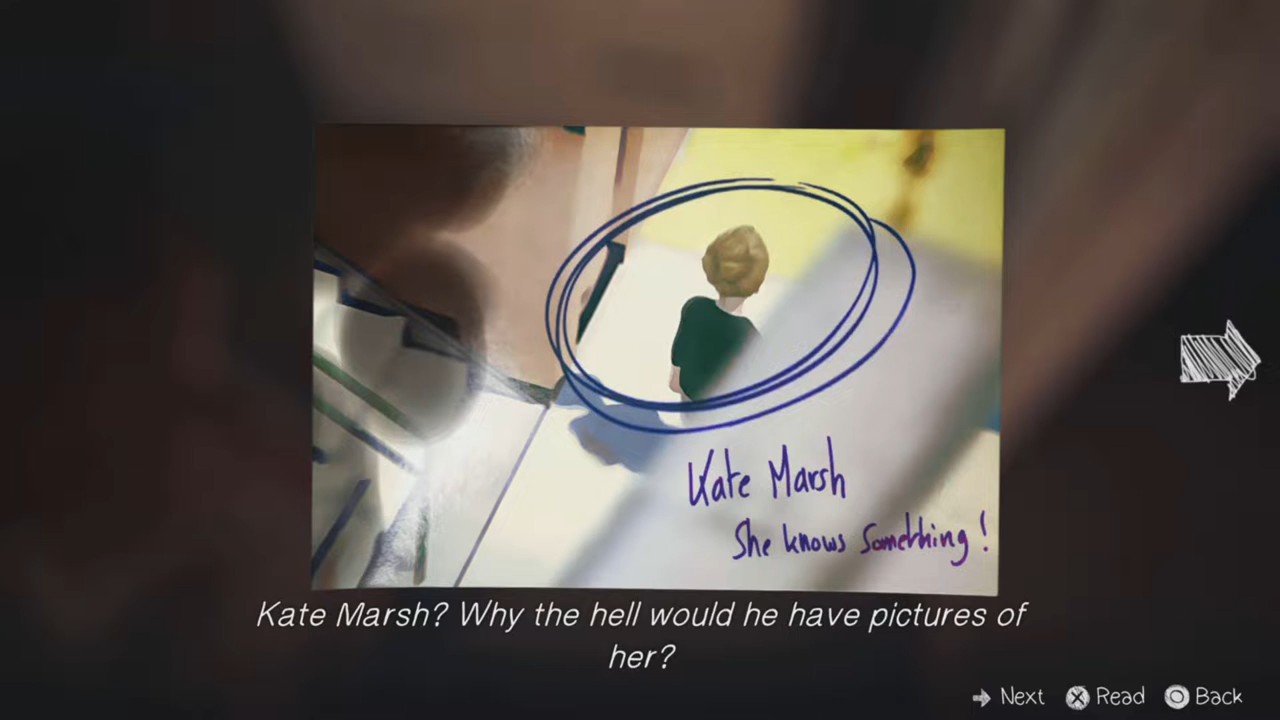 Kate Marsh
She knows something!
Kate Marsh? Why the hell would he have pictures of
her?
Next Read Back